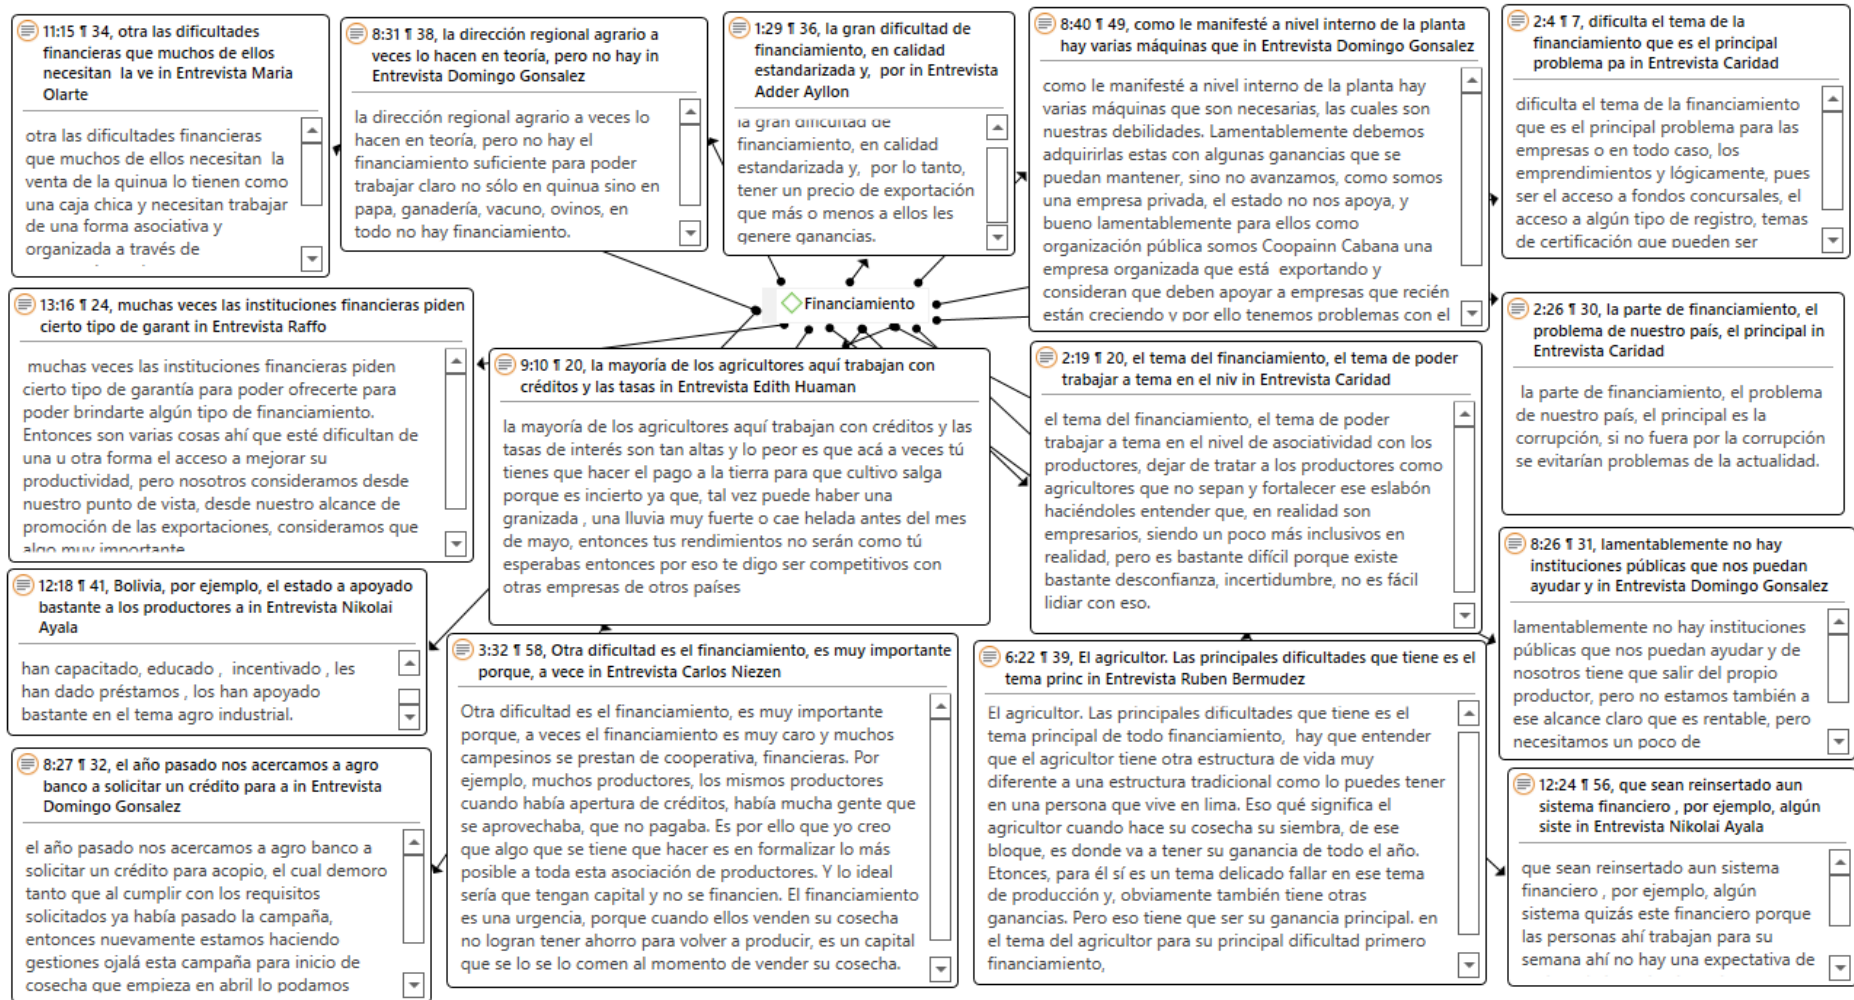 11:15 ¶ 34, otra las dificultades
financieras que muchos de ellos
necesitan  la ve in Entrevista Maria
Olarte
otra las dificultades financieras
que muchos de ellos necesitan  la
venta de la quinua lo tienen como
una caja chica y necesitan trabajar
de una forma asociativa y
organizada a través de
8:31 ¶ 38, la dirección regional agrario a
veces lo hacen en teoría, pero no hay in
Entrevista Domingo Gonsalez
la dirección regional agrario a veces lo
hacen en teoría, pero no hay el
financiamiento suficiente para poder
trabajar claro no sólo en quinua sino en
papa, ganadería, vacuno, ovinos, en
todo no hay financiamiento.
1:29 ¶ 36, la gran dificultad de
financiamiento, en calidad
estandarizada y,  por in Entrevista
Adder Ayllon
la gran dificultad de
financiamiento, en calidad
estandarizada y,  por lo tanto,
tener un precio de exportación
que más o menos a ellos les
genere ganancias.
8:40 ¶ 49, como le manifesté a nivel interno de la planta
hay varias máquinas que in Entrevista Domingo Gonsalez
como le manifesté a nivel interno de la planta hay
varias máquinas que son necesarias, las cuales son
nuestras debilidades. Lamentablemente debemos
adquirirlas estas con algunas ganancias que se
puedan mantener, sino no avanzamos, como somos
una empresa privada, el estado no nos apoya, y
bueno lamentablemente para ellos como
organización pública somos Coopainn Cabana una
empresa organizada que está  exportando y
consideran que deben apoyar a empresas que recién
están creciendo y por ello tenemos problemas con el
2:4 ¶ 7, dificulta el tema de la
financiamiento que es el principal
problema pa in Entrevista Caridad
dificulta el tema de la financiamiento
que es el principal problema para las
empresas o en todo caso, los
emprendimientos y lógicamente, pues
ser el acceso a fondos concursales, el
acceso a algún tipo de registro, temas
de certificación que pueden ser
Financiamiento
13:16 ¶ 24, muchas veces las instituciones financieras piden
cierto tipo de garant in Entrevista Raffo
muchas veces las instituciones financieras piden
cierto tipo de garantía para poder ofrecerte para
poder brindarte algún tipo de financiamiento.
Entonces son varias cosas ahí que esté dificultan de
una u otra forma el acceso a mejorar su
productividad, pero nosotros consideramos desde
nuestro punto de vista, desde nuestro alcance de
promoción de las exportaciones, consideramos que
algo muy importante
9:10 ¶ 20, la mayoría de los agricultores aquí trabajan con
créditos y las tasas in Entrevista Edith Huaman
la mayoría de los agricultores aquí trabajan con créditos y las
tasas de interés son tan altas y lo peor es que acá a veces tú
tienes que hacer el pago a la tierra para que cultivo salga
porque es incierto ya que, tal vez puede haber una
granizada , una lluvia muy fuerte o cae helada antes del mes
de mayo, entonces tus rendimientos no serán como tú
esperabas entonces por eso te digo ser competitivos con
otras empresas de otros países
2:19 ¶ 20, el tema del financiamiento, el tema de poder
trabajar a tema en el niv in Entrevista Caridad
el tema del financiamiento, el tema de poder
trabajar a tema en el nivel de asociatividad con los
productores, dejar de tratar a los productores como
agricultores que no sepan y fortalecer ese eslabón
haciéndoles entender que, en realidad son
empresarios, siendo un poco más inclusivos en
realidad, pero es bastante difícil porque existe
bastante desconfianza, incertidumbre, no es fácil
lidiar con eso.
2:26 ¶ 30, la parte de financiamiento, el
problema de nuestro país, el principal in
Entrevista Caridad
la parte de financiamiento, el problema
de nuestro país, el principal es la
corrupción, si no fuera por la corrupción
se evitarían problemas de la actualidad.
12:18 ¶ 41, Bolivia, por ejemplo, el estado a apoyado
bastante a los productores a in Entrevista Nikolai
Ayala
han capacitado, educado ,  incentivado , les
han dado préstamos , los han apoyado
bastante en el tema agro industrial.
3:32 ¶ 58, Otra dificultad es el financiamiento, es muy importante
porque, a vece in Entrevista Carlos Niezen
Otra dificultad es el financiamiento, es muy importante
porque, a veces el financiamiento es muy caro y muchos
campesinos se prestan de cooperativa, financieras. Por
ejemplo, muchos productores, los mismos productores
cuando había apertura de créditos, había mucha gente que
se aprovechaba, que no pagaba. Es por ello que yo creo
que algo que se tiene que hacer es en formalizar lo más
posible a toda esta asociación de productores. Y lo ideal
sería que tengan capital y no se financien. El financiamiento
es una urgencia, porque cuando ellos venden su cosecha
no logran tener ahorro para volver a producir, es un capital
que se lo se lo comen al momento de vender su cosecha.
6:22 ¶ 39, El agricultor. Las principales dificultades que tiene es el
tema princ in Entrevista Ruben Bermudez
El agricultor. Las principales dificultades que tiene es el
tema principal de todo financiamiento,  hay que entender
que el agricultor tiene otra estructura de vida muy
diferente a una estructura tradicional como lo puedes tener
en una persona que vive en lima. Eso qué significa el
agricultor cuando hace su cosecha su siembra, de ese
bloque, es donde va a tener su ganancia de todo el año.
Etonces, para él sí es un tema delicado fallar en ese tema
de producción y, obviamente también tiene otras
ganancias. Pero eso tiene que ser su ganancia principal. en
el tema del agricultor para su principal dificultad primero
financiamiento,
8:26 ¶ 31, lamentablemente no hay
instituciones públicas que nos puedan
ayudar y in Entrevista Domingo Gonsalez
lamentablemente no hay instituciones
públicas que nos puedan ayudar y de
nosotros tiene que salir del propio
productor, pero no estamos también a
ese alcance claro que es rentable, pero
necesitamos un poco de
8:27 ¶ 32, el año pasado nos acercamos a agro
banco a solicitar un crédito para a in Entrevista
Domingo Gonsalez
el año pasado nos acercamos a agro banco a
solicitar un crédito para acopio, el cual demoro
tanto que al cumplir con los requisitos
solicitados ya había pasado la campaña,
entonces nuevamente estamos haciendo
gestiones ojalá esta campaña para inicio de
cosecha que empieza en abril lo podamos
12:24 ¶ 56, que sean reinsertado aun
sistema financiero , por ejemplo, algún
siste in Entrevista Nikolai Ayala
que sean reinsertado aun sistema
financiero , por ejemplo, algún
sistema quizás este financiero porque
las personas ahí trabajan para su
semana ahí no hay una expectativa de